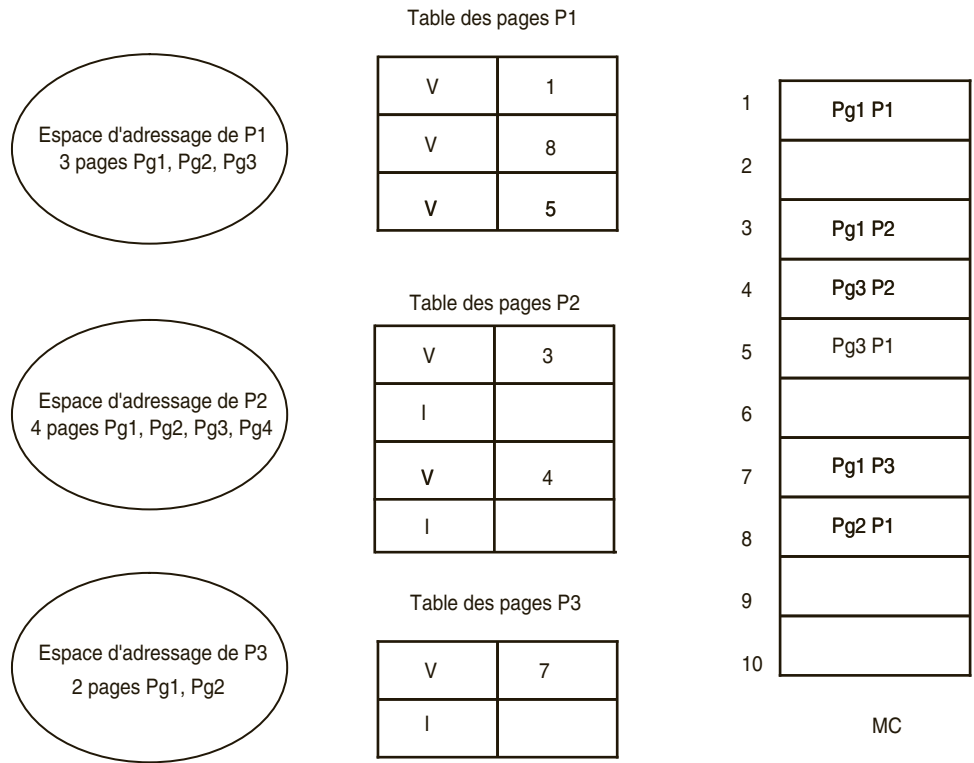 Table des pages P1
Espace d'adressage de P1
3 pages Pg1, Pg2, Pg3
V 1
V 8
V 5
Table des pages P2
Espace d'adressage de P2
4 pages Pg1, Pg2, Pg3, Pg4
V 3
I
V 4
I
Table des pages P3
Espace d'adressage de P3
2 pages Pg1, Pg2
V 7
I
1 Pg1 P1
2
3 Pg1 P2
4 Pg3 P2
5 Pg3 P1
6
7 Pg1 P3
8 Pg2 P1
9
10
MC